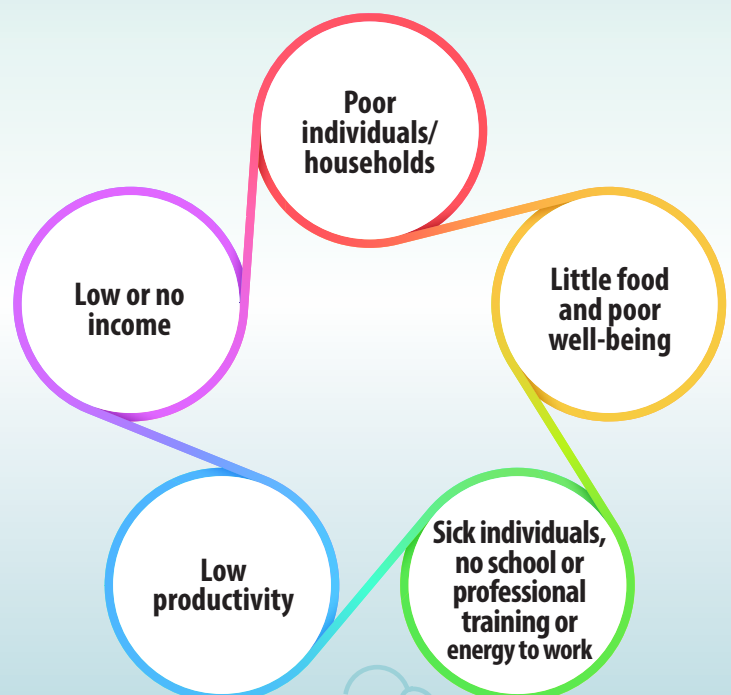 Poor
individuals/
households
Little food
and poor
well-being
Sick individuals,
no school or
professional
training or
energy to work
Low
productivity
Low or no
income